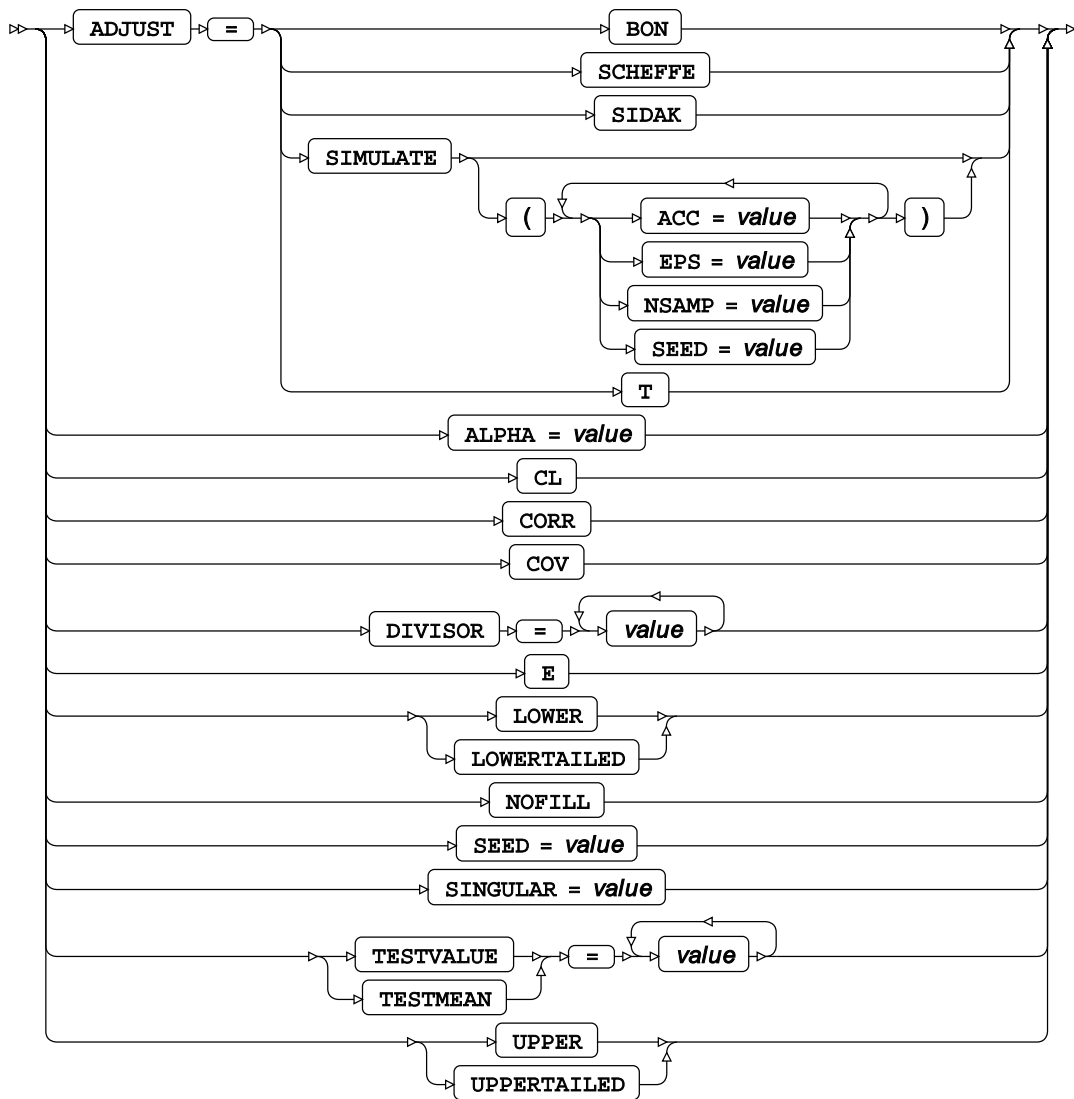 ADJUST = BON
SCHEFFE
SIDAK
SIMULATE
( ACC = value )
EPS = value
NSAMP = value
SEED = value
T
ALPHA = value
CL
CORR
COV
DIVISOR = value
E
LOWER
LOWERTAILED
NOFILL
SEED = value
SINGULAR = value
TESTVALUE = value
TESTMEAN
UPPER
UPPERTAILED